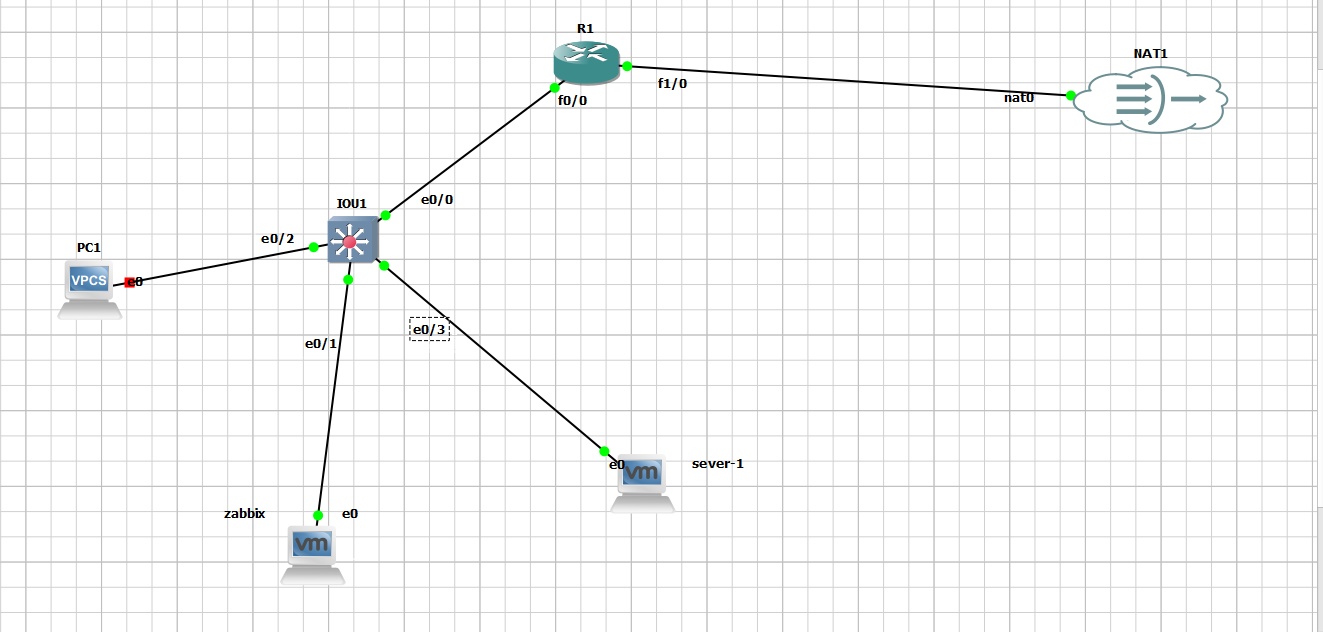 R1
NAT1
f1/0
nat0
f0/0
IOU1
e0/0
e0/2
PC1
VPCS
e0
e0/3
e0/1
e0
vm
sever-1
zabbix
e0
vm